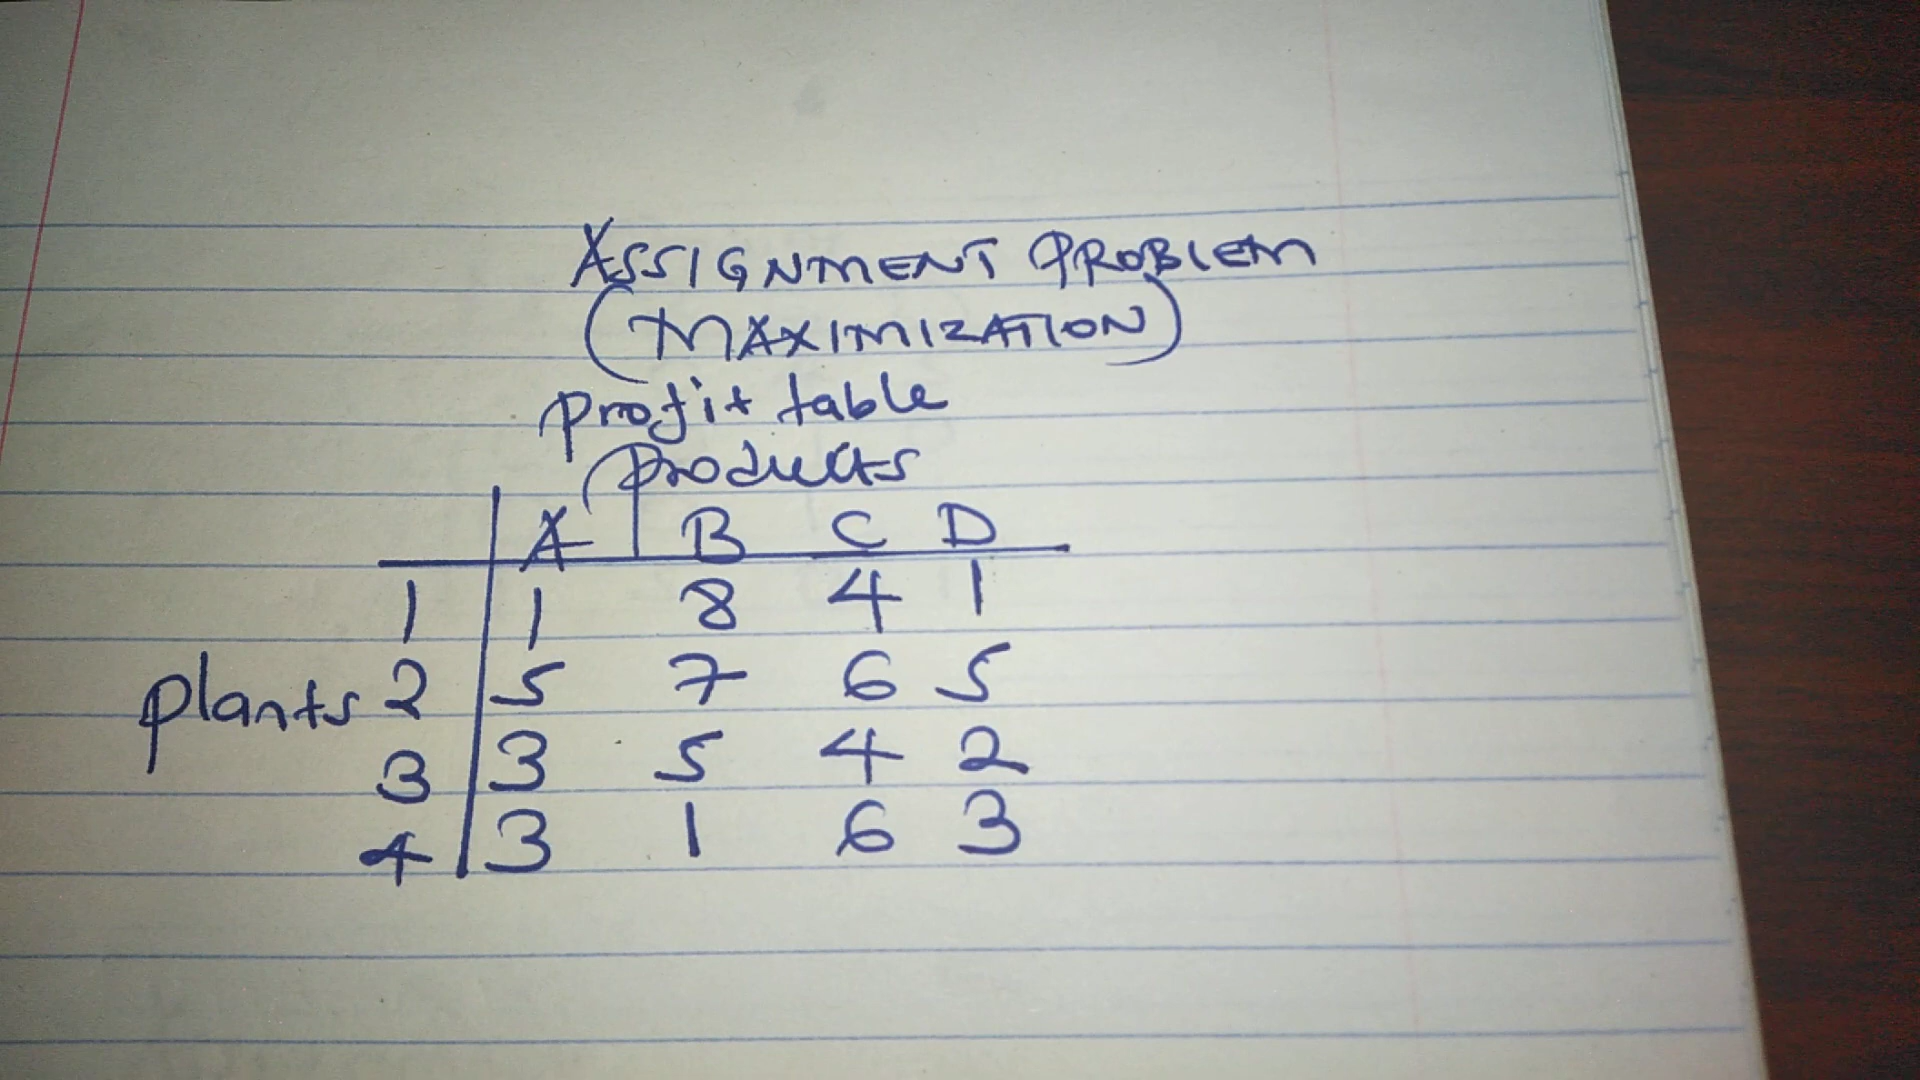 ASSIGNMENT PROBLEM
(MAXIMIZATION)
profit table
products
A B C D
1 1 8 4 1
plants 2 5 7 6 5
3 3 5 4 2
4 3 1 6 3